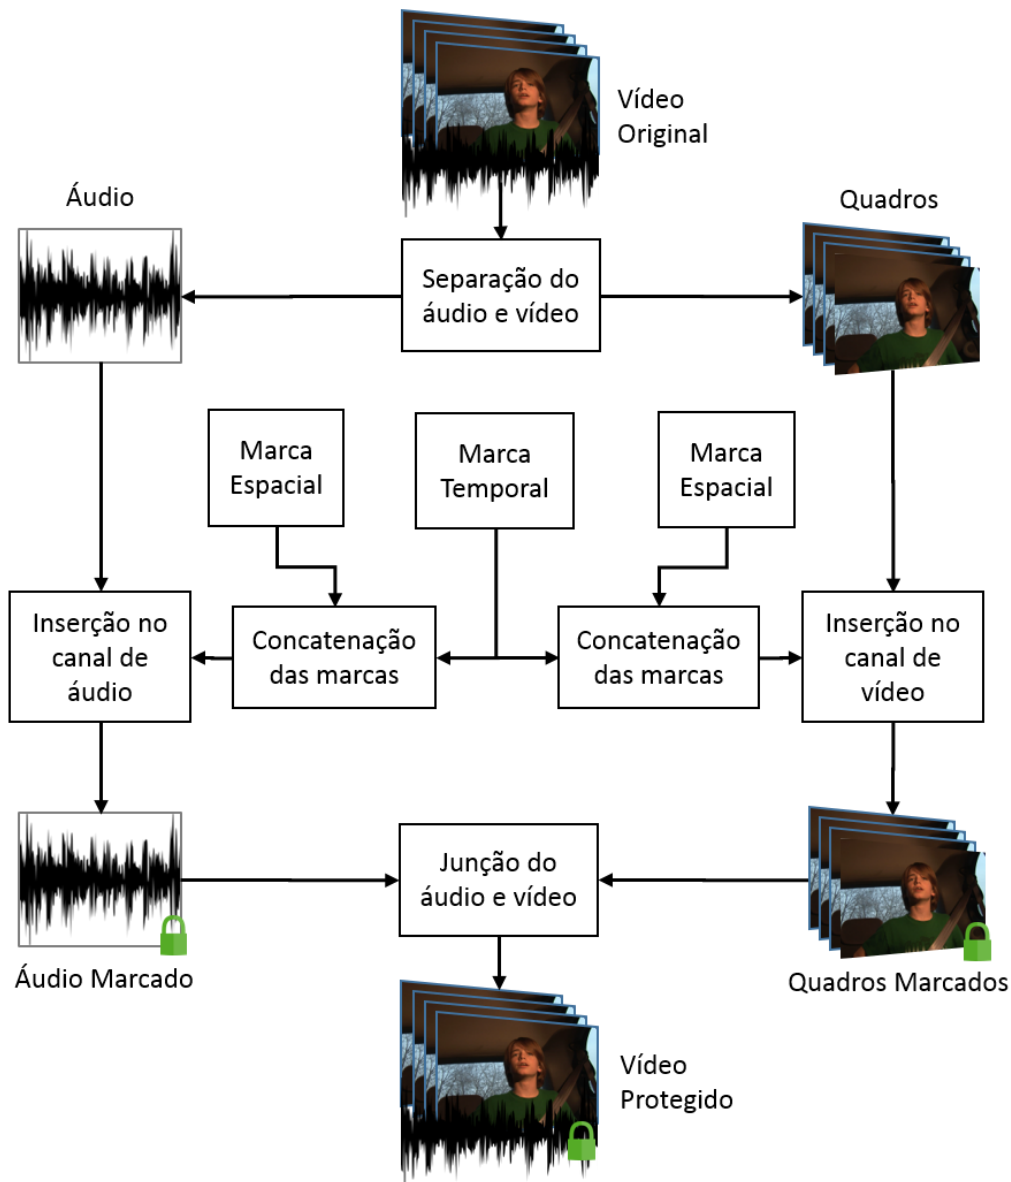 Vídeo
Original
Áudio
Quadros
Separação do
áudio e vídeo
Marca
Espacial
Marca
Temporal
Marca
Espacial
Inserção no
canal de
áudio
Concatenação
das marcas
Concatenação
das marcas
Inserção no
canal de
vídeo
Junção do
áudio e vídeo
Áudio Marcado
Quadros Marcados
Vídeo
Protegido